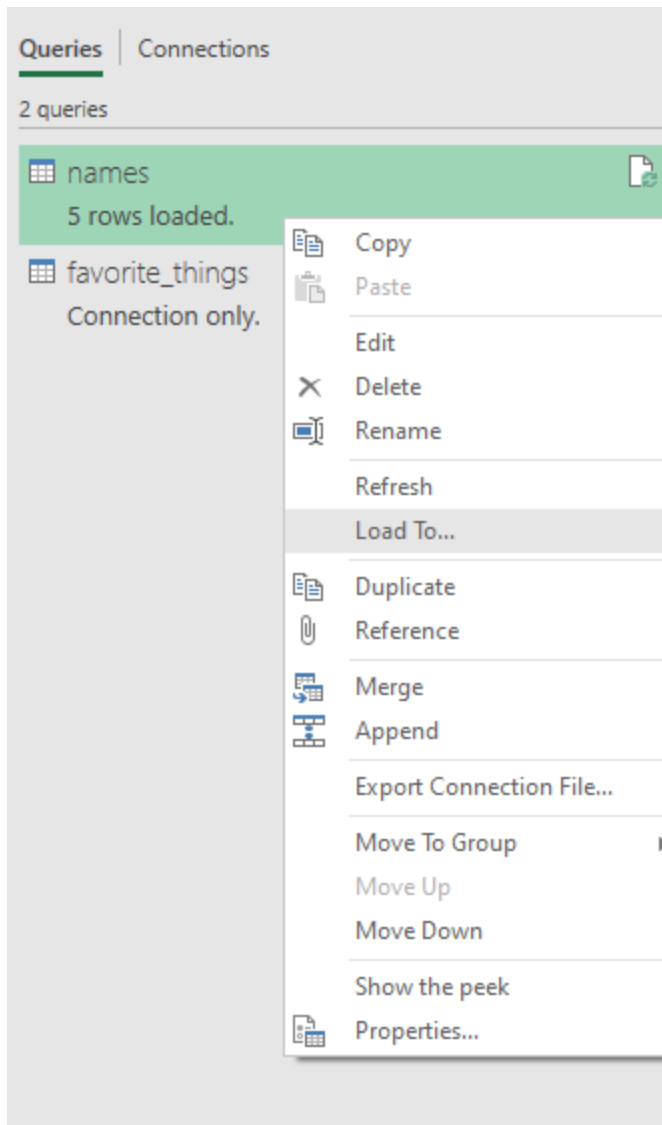 Queries Connections
2 queries
names
5 rows loaded.
favorite_things
Connection only.
Copy
Paste
Edit
Delete
Rename
Refresh
Load To...
Duplicate
Reference
Merge
Append
Export Connection File...
Move To Group
Move Up
Move Down
Show the peek
Properties...